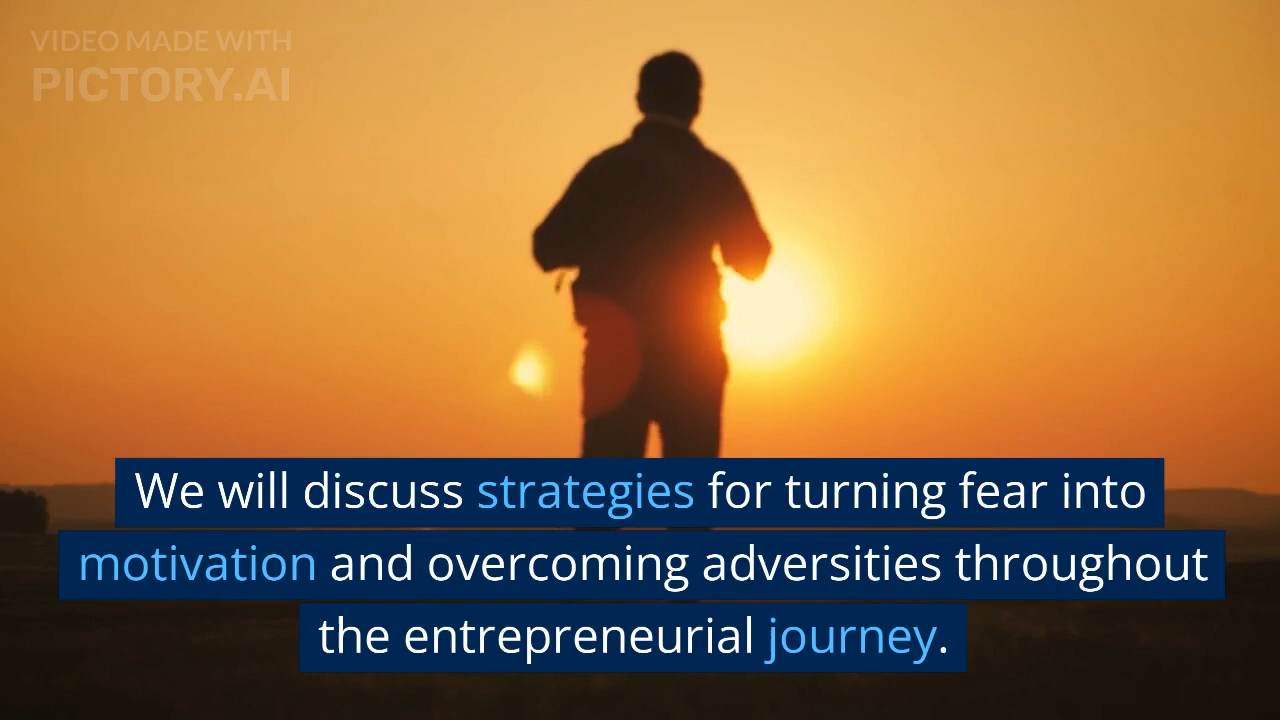 VIDEO MADE WITH
PICTORY.AI
We will discuss strategies for turning fear into
motivation and overcoming adversities throughout
the entrepreneurial journey.